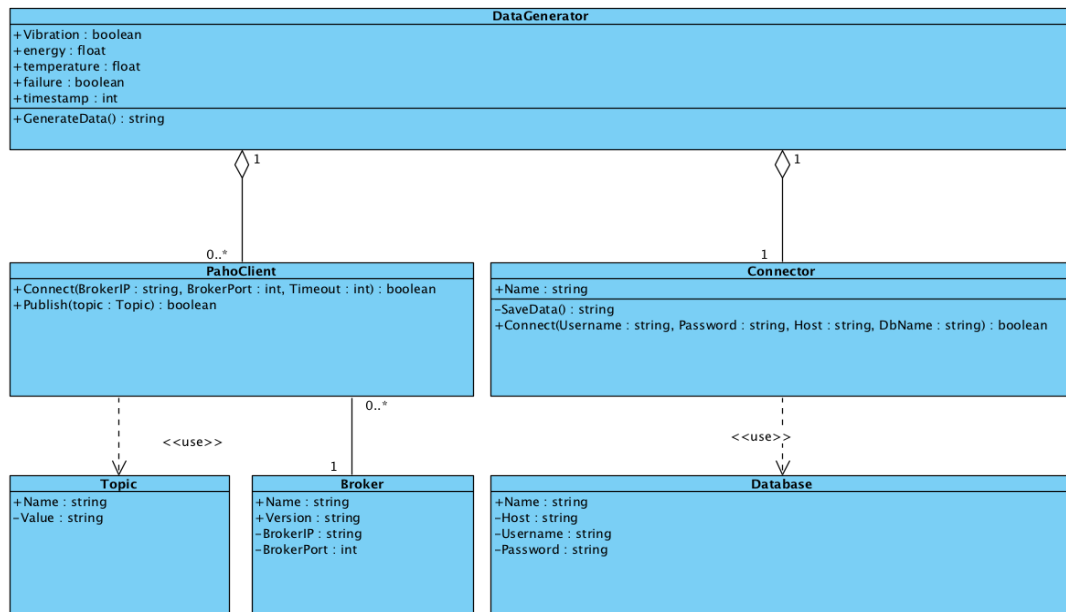 DataGenerator
+Vibration : boolean
+energy : float
+temperature : float
+failure : boolean
+timestamp : int
+GenerateData() : string
1
1
0..*
1
PahoClient
+Connect(BrokerIP : string, BrokerPort : int, Timeout : int) : boolean
+Publish(topic : Topic) : boolean
Connector
+Name : string
-SaveData() : string
+Connect(Username : string, Password : string, Host : string, DbName : string) : boolean
0..*
<<use>>
<<use>>
1
Topic
+Name : string
-Value : string
Broker
+Name : string
+Version : string
-BrokerIP : string
-BrokerPort : int
Database
+Name : string
-Host : string
-Username : string
-Password : string